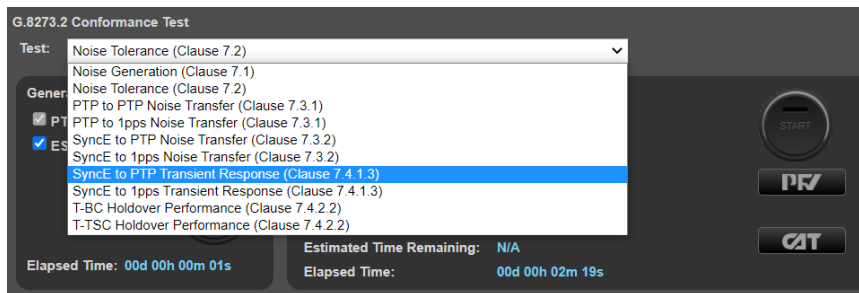 G.8273.2 Conformance Test
Test: Noise Tolerance (Clause 7.2)
Noise Generation (Clause 7.1)
Noise Tolerance (Clause 7.2)
PTP to PTP Noise Transfer (Clause 7.3.1)
PTP to 1pps Noise Transfer (Clause 7.3.1)
SyncE to PTP Noise Transfer (Clause 7.3.2)
SyncE to 1pps Noise Transfer (Clause 7.3.2)
SyncE to PTP Transient Response (Clause 7.4.1.3)
SyncE to 1pps Transient Response (Clause 7.4.1.3)
T-BC Holdover Performance (Clause 7.4.2.2)
T-TSC Holdover Performance (Clause 7.4.2.2)
Gener
PT
ES
START
PFV
CAT
Estimated Time Remaining: N/A
Elapsed Time: 00d 00h 00m 01s
Elapsed Time: 00d 00h 02m 19s